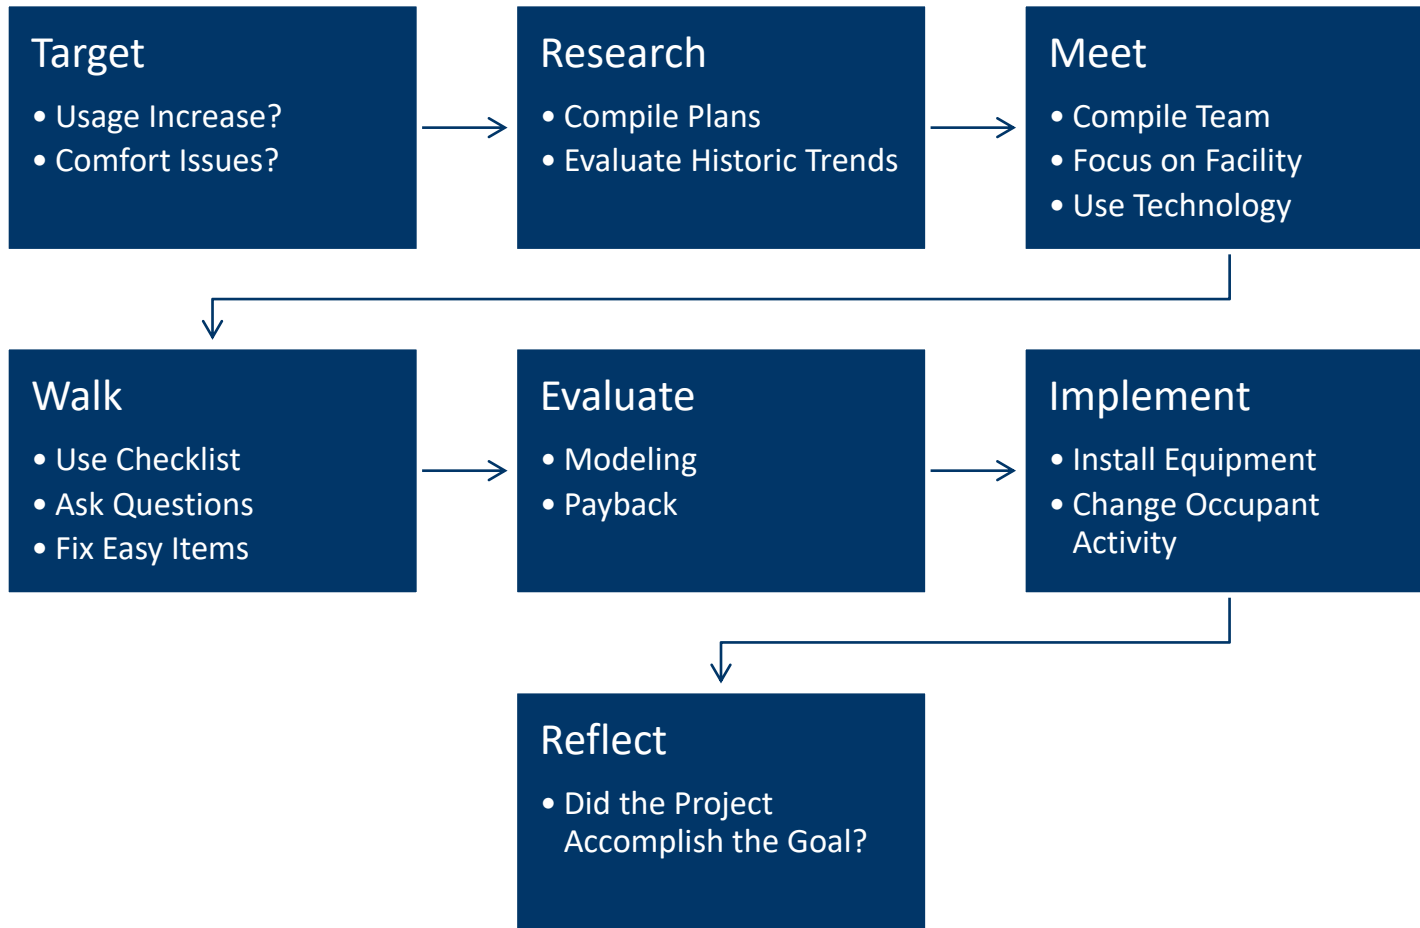 Target
• Usage Increase?
• Comfort Issues?
Research
• Compile Plans
• Evaluate Historic Trends
Meet
• Compile Team
• Focus on Facility
• Use Technology
Walk
• Use Checklist
• Ask Questions
• Fix Easy Items
Evaluate
• Modeling
• Payback
Implement
• Install Equipment
• Change Occupant
Activity
Reflect
• Did the Project
Accomplish the Goal?